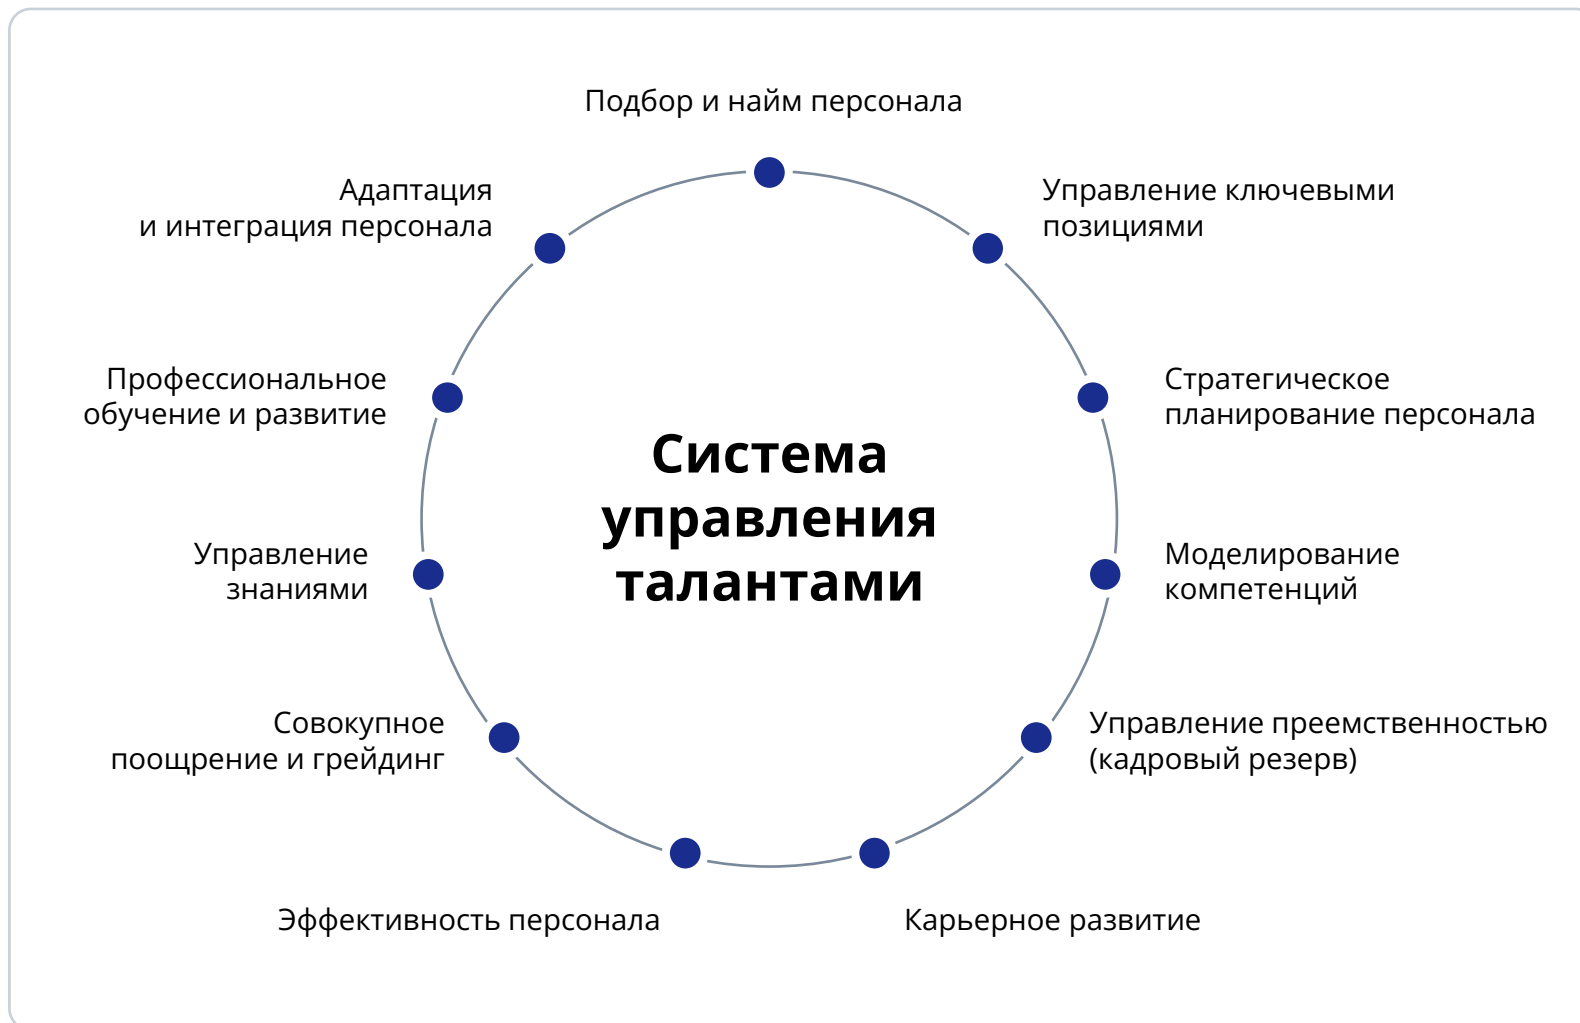 Подбор и найм персонала
Адаптация
и интеграция персонала
Управление ключевыми
позициями
Профессиональное
обучение и развитие
Стратегическое
планирование персонала
Система
управления
талантами
Управление
знаниями
Моделирование
компетенций
Совокупное
поощрение и грейдинг
Управление преемственностью
(кадровый резерв)
Эффективность персонала
Карьерное развитие